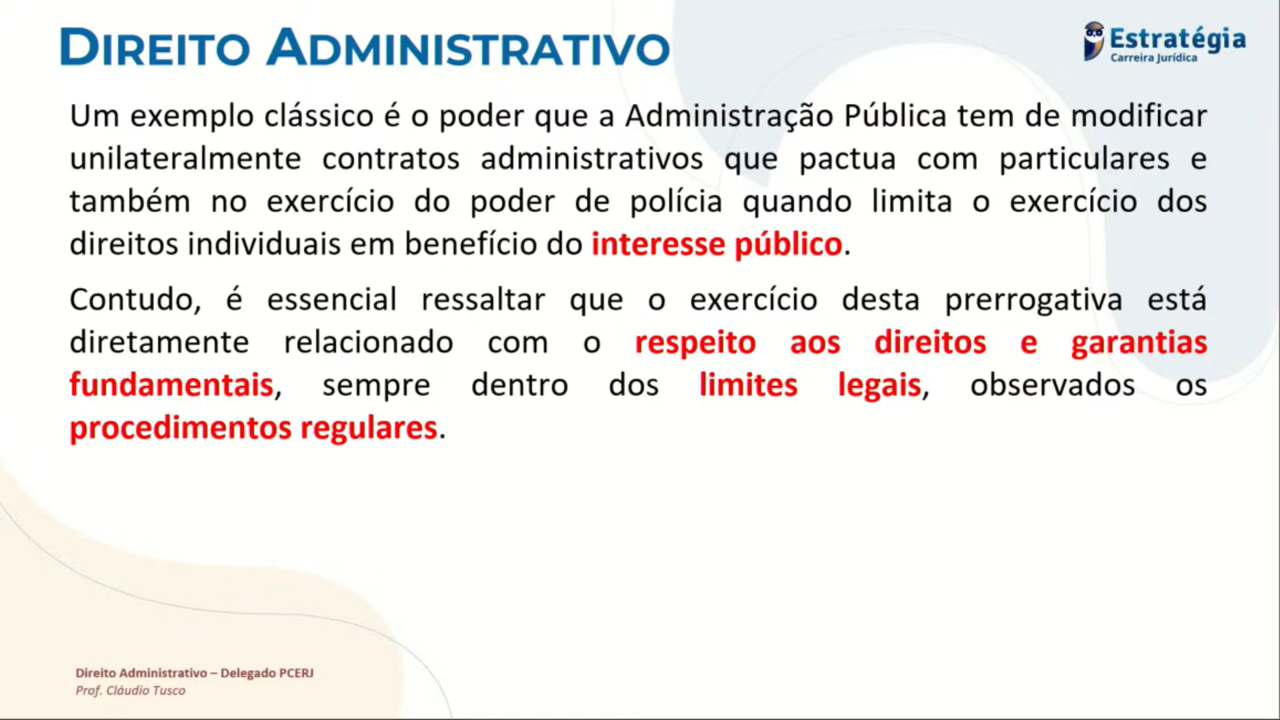 DIREITO ADMINISTRATIVO
Estratégia
Carreira Jurídica
Um exemplo clássico é o poder que a Administração Pública tem de modificar
unilateralmente contratos administrativos que pactua com particulares e
também no exercício do poder de polícia quando limita o exercício dos
direitos individuais em benefício do interesse público.
Contudo, é essencial ressaltar que o exercício desta prerrogativa está
diretamente relacionado com o respeito aos direitos e garantias
fundamentais, sempre dentro dos limites legais, observados os
procedimentos regulares.
Direito Administrativo – Delegado PCERJ
Prof. Cláudio Tusco